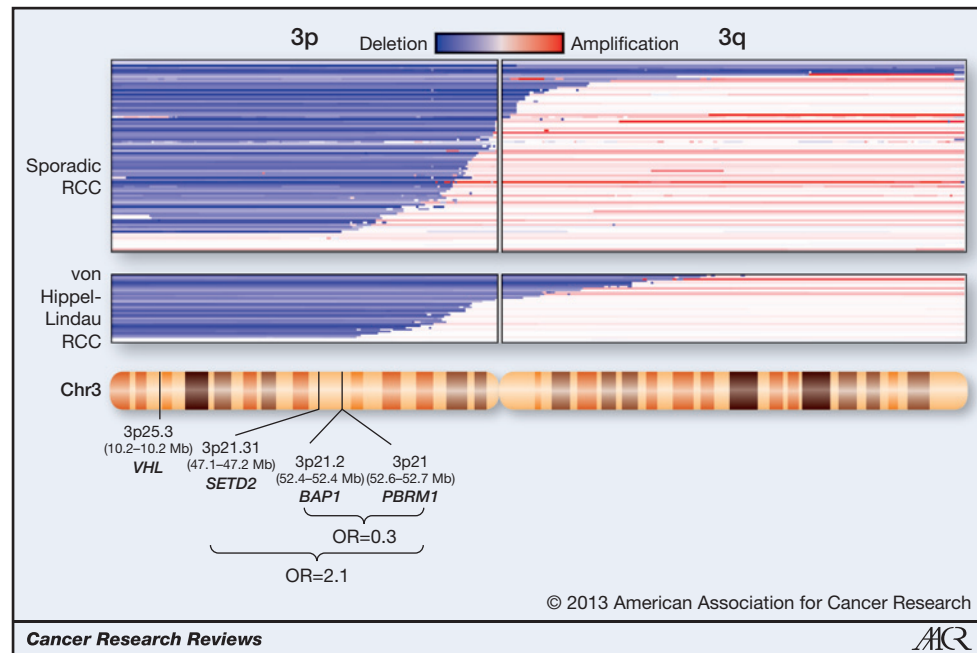 3p
Deletion
Amplification
3q
Sporadic
RCC
von
Hippel-
Lindau
RCC
Chr3
3p25.3
(10.2–10.2 Mb)
VHL
3p21.31
(47.1–47.2 Mb)
SETD2
3p21.2
(52.4–52.4 Mb)
BAP1
3p21
(52.6–52.7 Mb)
PBRM1
OR=0.3
OR=2.1
© 2013 American Association for Cancer Research
Cancer Research Reviews
AACR